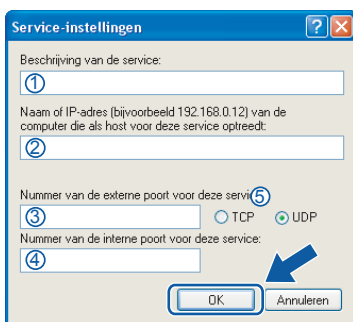 Service-instellingen
Beschrijving van de service:
①
Naam of IP-adres (bijvoorbeeld 192.168.0.12) van de
computer die als host voor deze service optreedt:
②
Nummer van de externe poort voor deze servi ⑤
③ TCP UDP
Nummer van de interne poort voor deze service:
④
OK Annuleren